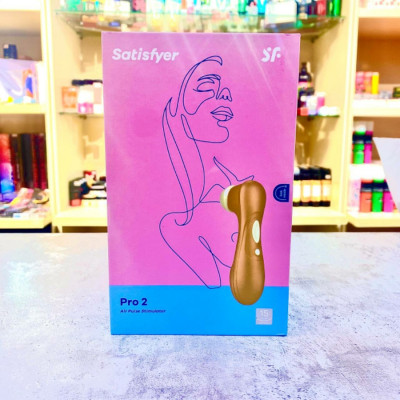 Satisfyer
Sf.
Pro 2
Air Pulse Stimulator